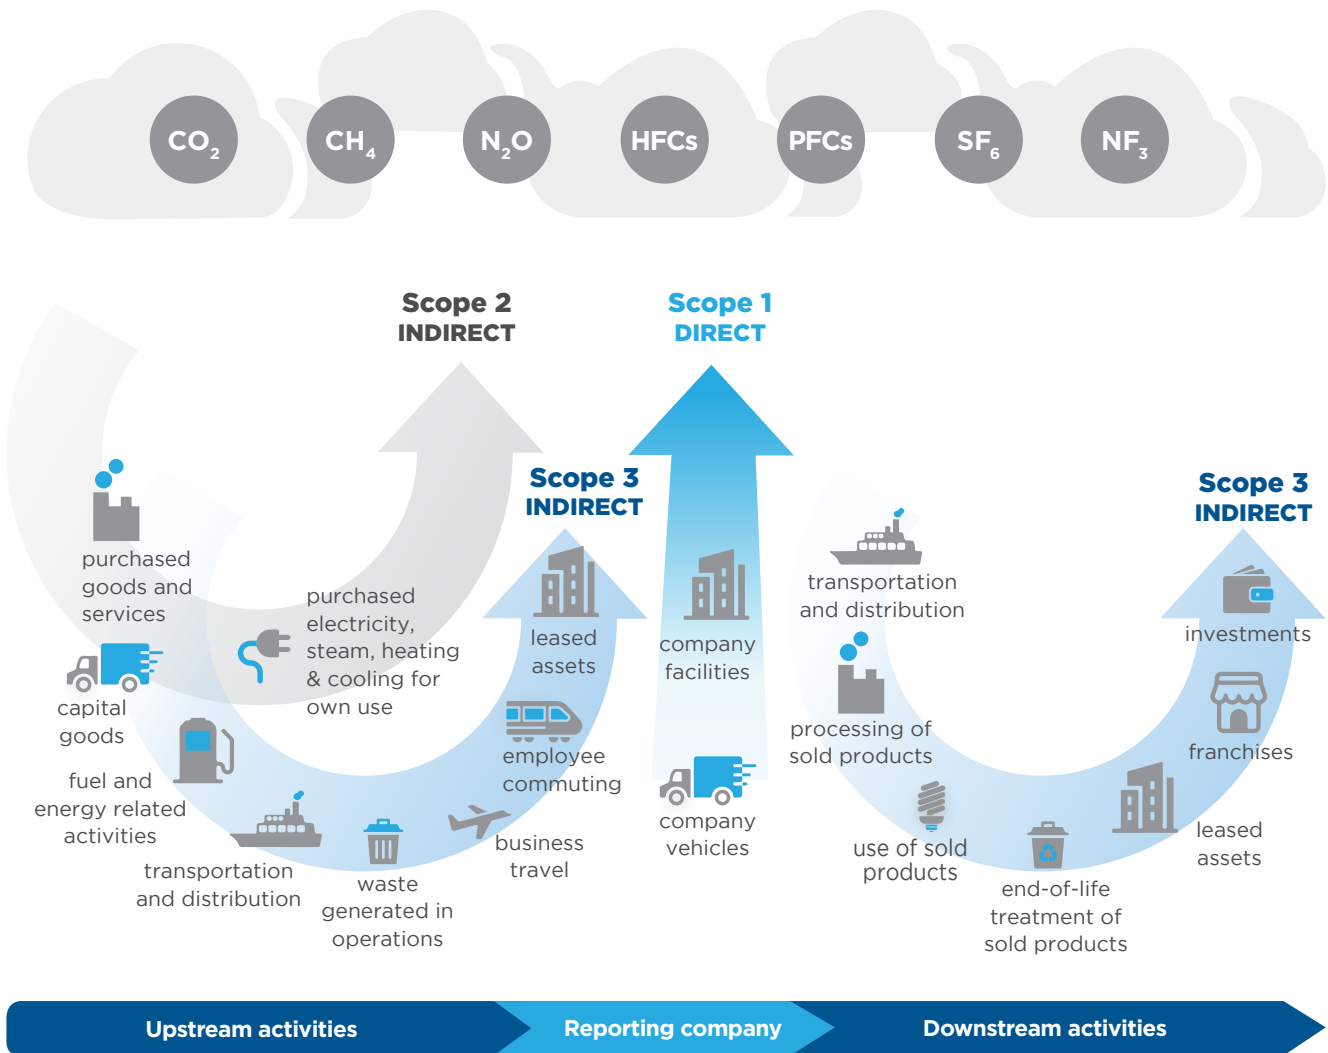 CO2
CH4
N2O
HFCs
PFCs
SF6
NF3
Scope 2
INDIRECT
Scope 1
DIRECT
Scope 3
INDIRECT
Scope 3
INDIRECT
purchased
goods and
services
capital
goods
fuel and
energy related
activities
transportation
and distribution
waste
generated in
operations
business
travel
employee
commuting
leased
assets
purchased
electricity,
steam, heating
& cooling for
own use
company
facilities
company
vehicles
transportation
and distribution
processing of
sold products
use of sold
products
end-of-life
treatment of
sold products
leased
assets
franchises
investments
Upstream activities
Reporting company
Downstream activities